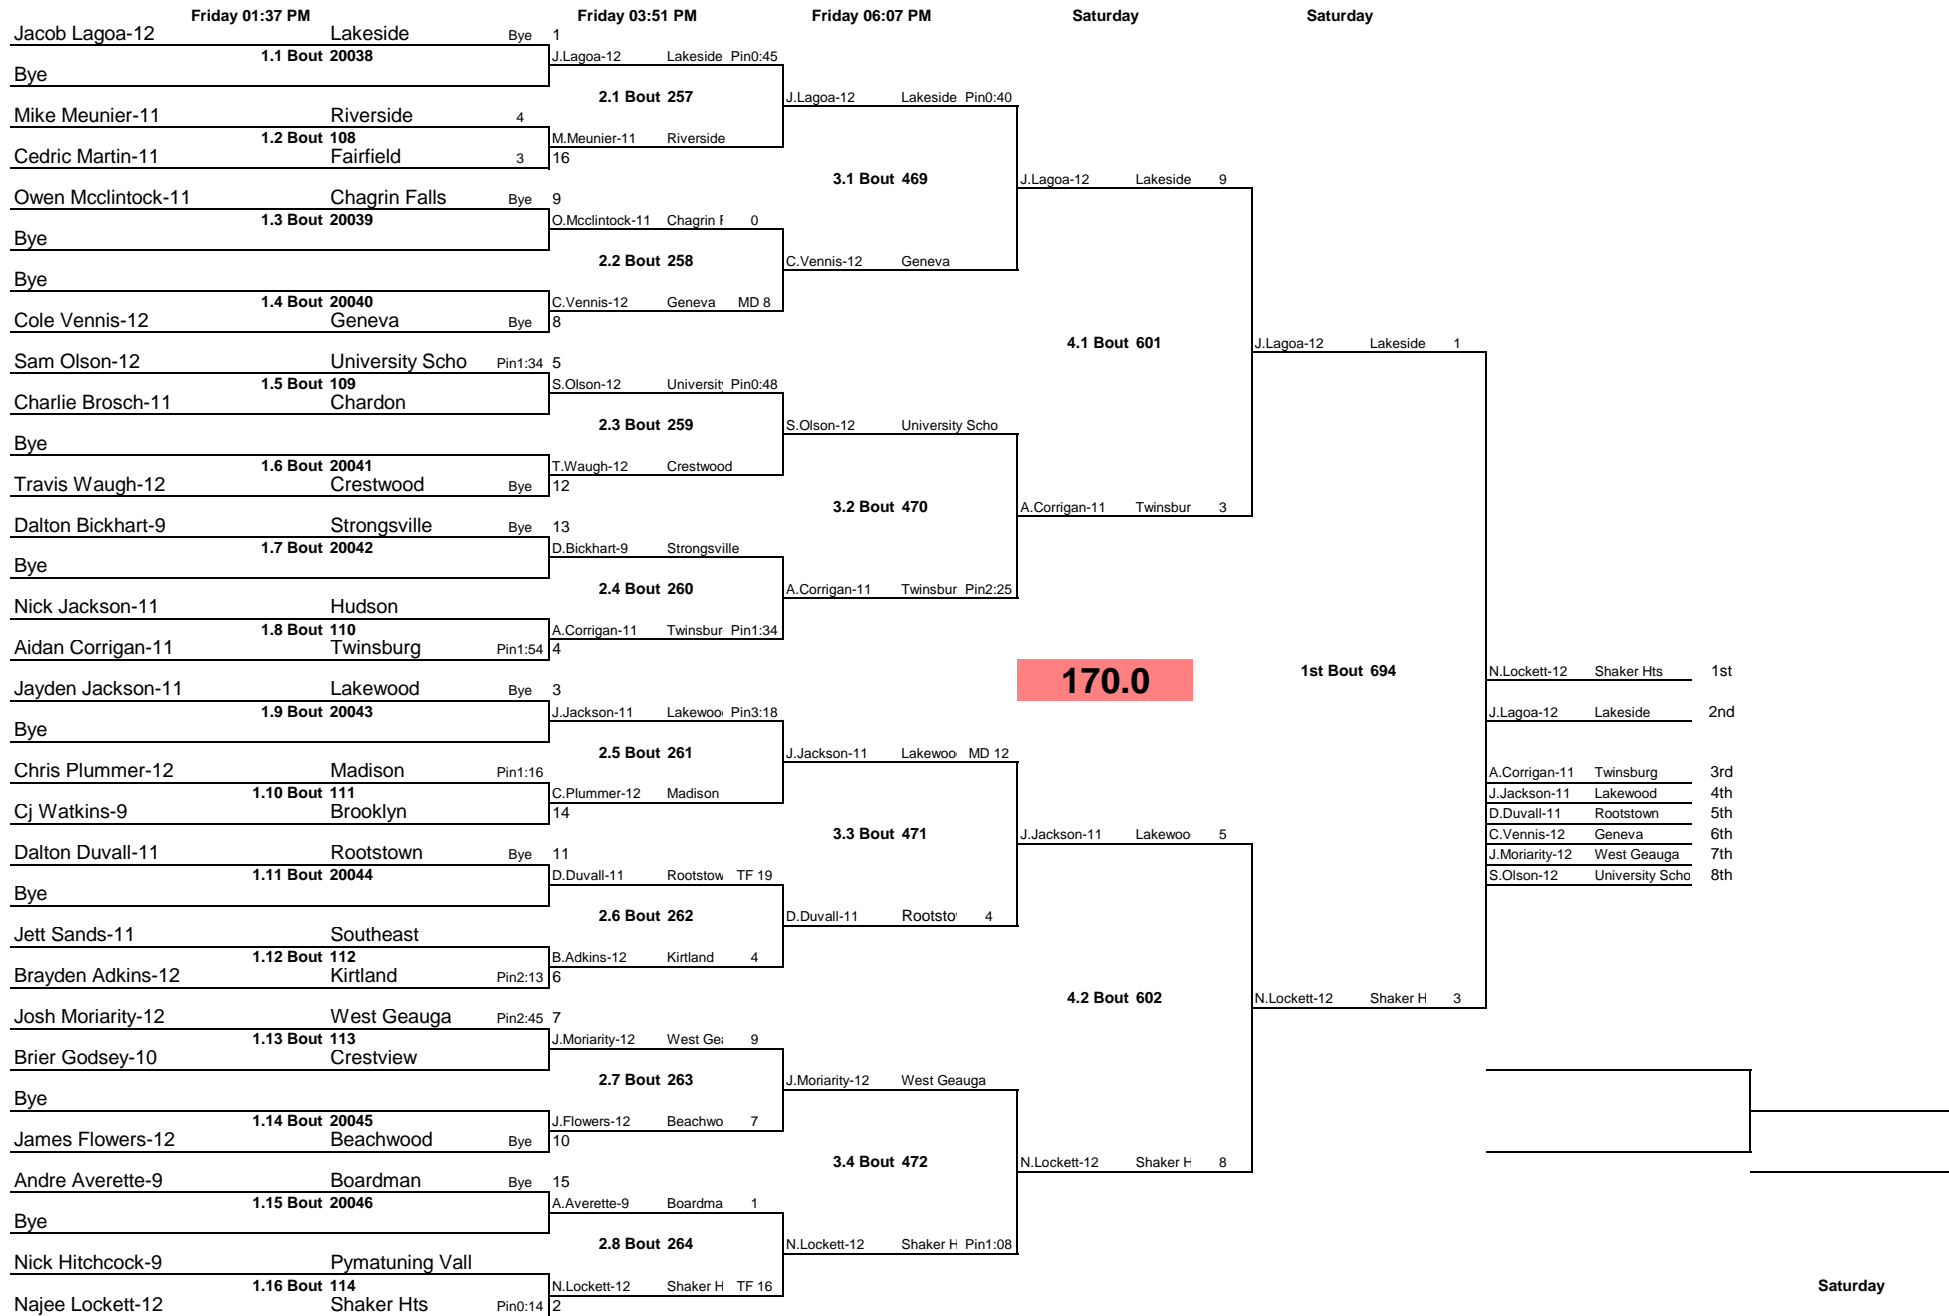 Friday 01:37 PM Friday 03:51 PM Friday 06:07 PM Saturday Saturday
Jacob Lagoa-12 Lakeside Bye 1
1.1 Bout 20038 J.Lagoa-12 Lakeside Pin0:45
Bye
2.1 Bout 257 J.Lagoa-12 Lakeside Pin0:40
Mike Meunier-11 Riverside 4
1.2 Bout 108 M.Meunier-11 Riverside
Cedric Martin-11 Fairfield 3 16
3.1 Bout 469 J.Lagoa-12 Lakeside 9
Owen Mcclintock-11 Chagrin Falls Bye 9
1.3 Bout 20039 O.Mcclintock-11 Chagrin 0
Bye
2.2 Bout 258 C.Vennis-12 Geneva
Bye
1.4 Bout 20040 C.Vennis-12 Geneva MD 8
Cole Vennis-12 Geneva Bye 8
4.1 Bout 601 J.Lagoa-12 Lakeside 1
Sam Olson-12 University Scho Pin1:34 5
1.5 Bout 109 S.Olson-12 Universit Pin0:48
Charlie Brosch-11 Chardon
2.3 Bout 259 S.Olson-12 University Scho
Bye
1.6 Bout 20041 T.Waugh-12 Crestwood
Travis Waugh-12 Crestwood Bye 12
3.2 Bout 470 A.Corrigan-11 Twinsbur 3
Dalton Bickhart-9 Strongsville Bye 13
1.7 Bout 20042 D.Bickhart-9 Strongsville
Bye
2.4 Bout 260 A.Corrigan-11 Twinsbur Pin2:25
Nick Jackson-11 Hudson
1.8 Bout 110 A.Corrigan-11 Twinsbur Pin1:34
Aidan Corrigan-11 Twinsburg Pin1:54 4
170.0 1st Bout 694 N.Lockett-12 Shaker Hts 1st
Jayden Jackson-11 Lakewood Bye 3
1.9 Bout 20043 J.Jackson-11 Lakewoo Pin3:18 J.Lagoa-12 Lakeside 2nd
Bye
2.5 Bout 261 J.Jackson-11 Lakewoo MD 12
Chris Plummer-12 Madison Pin1:16 A.Corrigan-11 Twinsburg 3rd
1.10 Bout 111 C.Plummer-12 Madison J.Jackson-11 Lakewood 4th
Cj Watkins-9 Brooklyn 14 D.Duvall-11 Rootstown 5th
3.3 Bout 471 J.Jackson-11 Lakewoo 5 C.Vennis-12 Geneva 6th
Dalton Duvall-11 Rootstown Bye 11 J.Moriarity-12 West Geauga 7th
1.11 Bout 20044 D.Duvall-11 Rootstow TF 19 S.Olson-12 University Scho 8th
Bye
2.6 Bout 262 D.Duvall-11 Rootsto 4
Jett Sands-11 Southeast
1.12 Bout 112 B.Adkins-12 Kirtland 4
Brayden Adkins-12 Kirtland Pin2:13 6
4.2 Bout 602 N.Lockett-12 Shaker H 3
Josh Moriarity-12 West Geauga Pin2:45 7
1.13 Bout 113 J.Moriarity-12 West Gea 9
Brier Godsey-10 Crestview
2.7 Bout 263 J.Moriarity-12 West Geauga
Bye
1.14 Bout 20045 J.Flowers-12 Beachwo 7
James Flowers-12 Beachwood Bye 10
3.4 Bout 472 N.Lockett-12 Shaker H 8
Andre Averette-9 Boardman Bye 15
1.15 Bout 20046 A.Averette-9 Boardma 1
Bye
2.8 Bout 264 N.Lockett-12 Shaker H Pin1:08
Nick Hitchcock-9 Pymatuning Vall
1.16 Bout 114 N.Lockett-12 Shaker H TF 16 Saturday
Najee Lockett-12 Shaker Hts Pin0:14 2